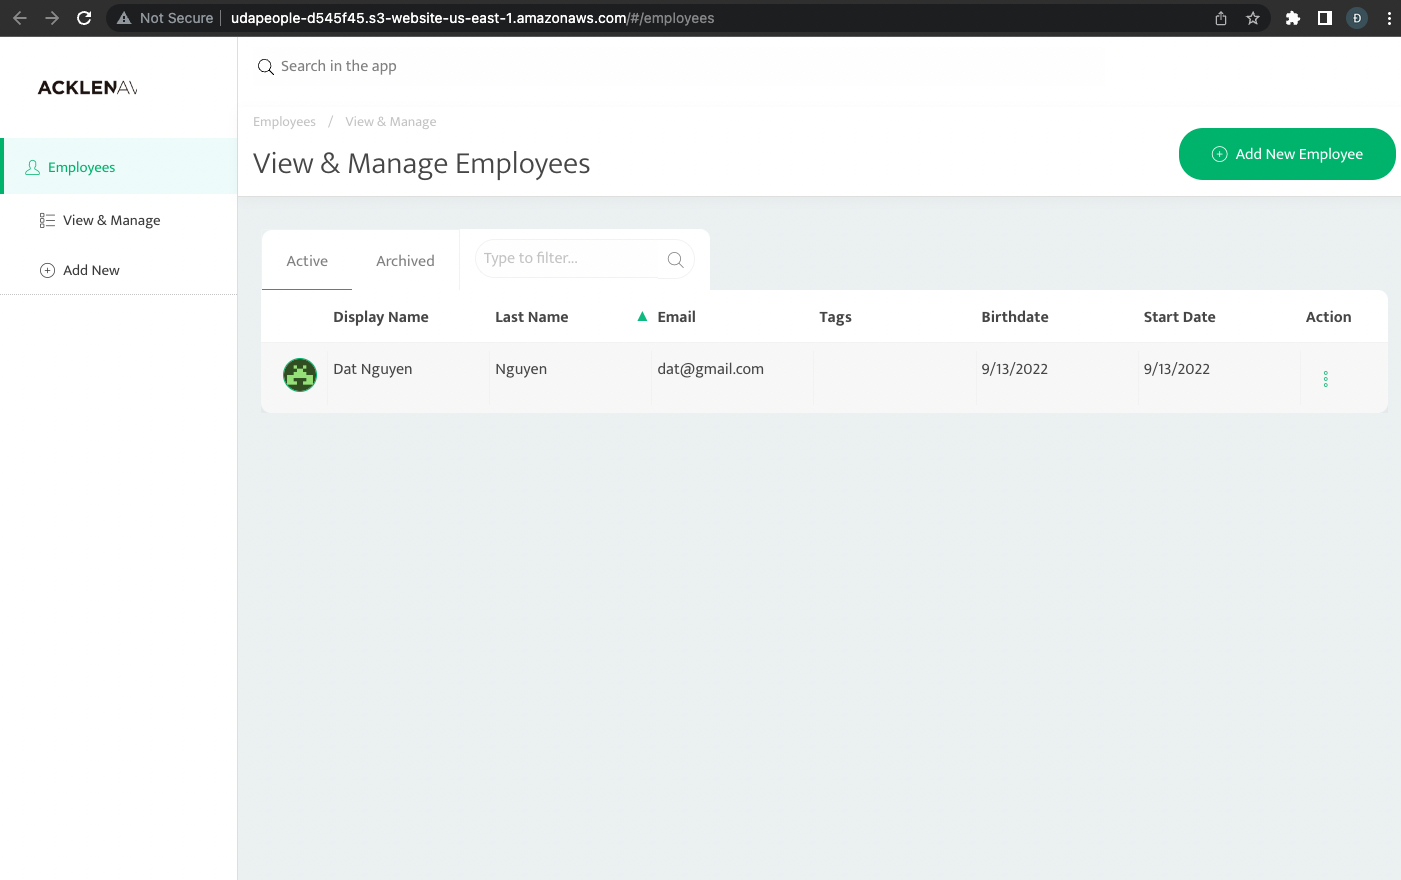 Not Secure udapeople-d545f45.s3-website-us-east-1.amazonaws.com/#/employees Đ
ACKLENAV
Search in the app
Employees / View & Manage
View & Manage Employees
Add New Employee
Employees
View & Manage
Add New
Active Archived Type to filter...
Display Name Last Name Email Tags Birthdate Start Date Action
Dat Nguyen Nguyen dat@gmail.com 9/13/2022 9/13/2022